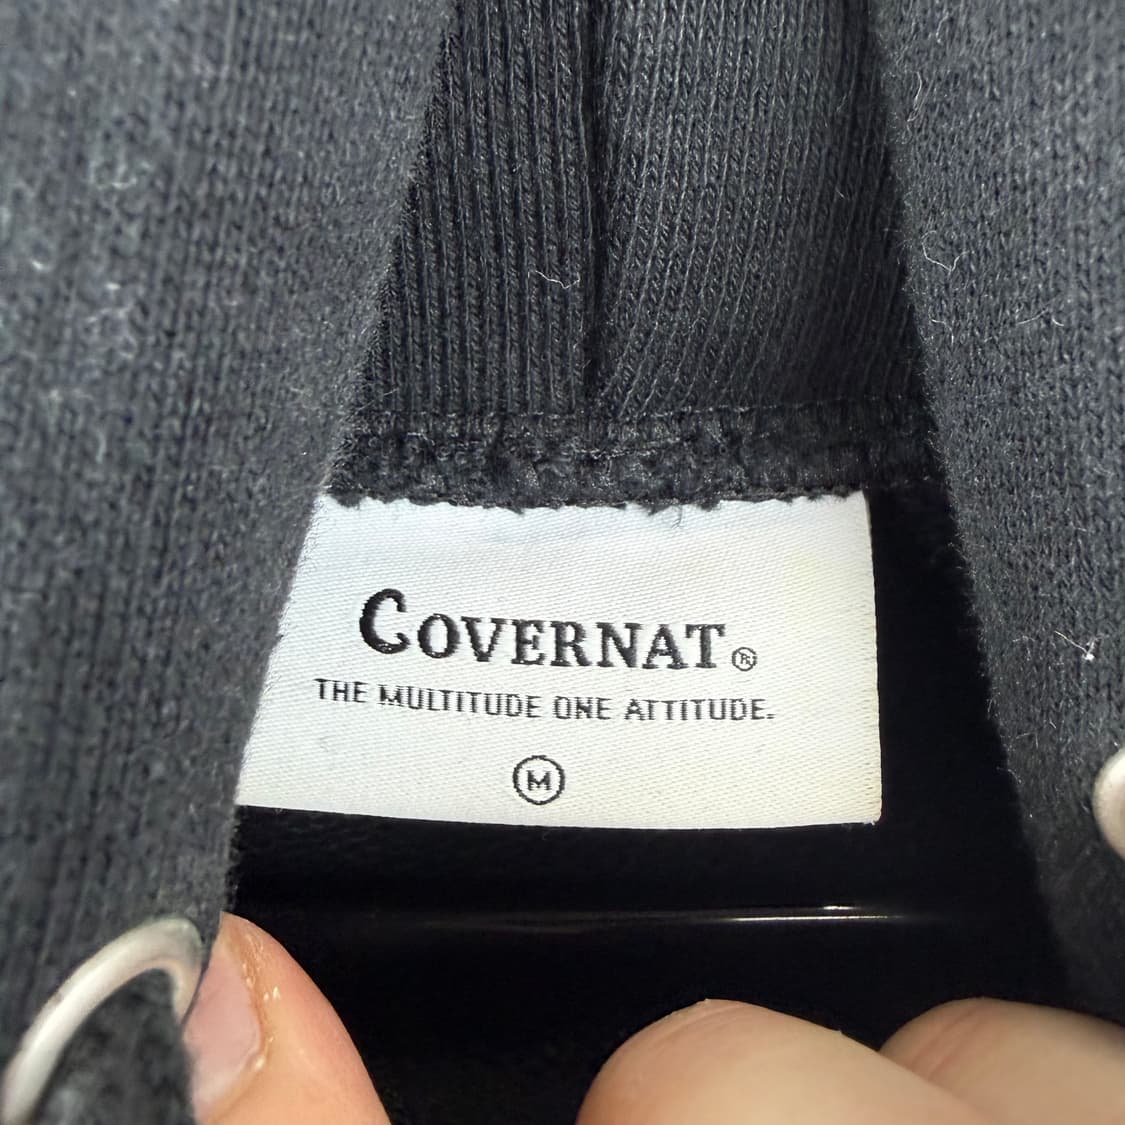 COVERNAT®
THE MULTITUDE ONE ATTITUDE.
M